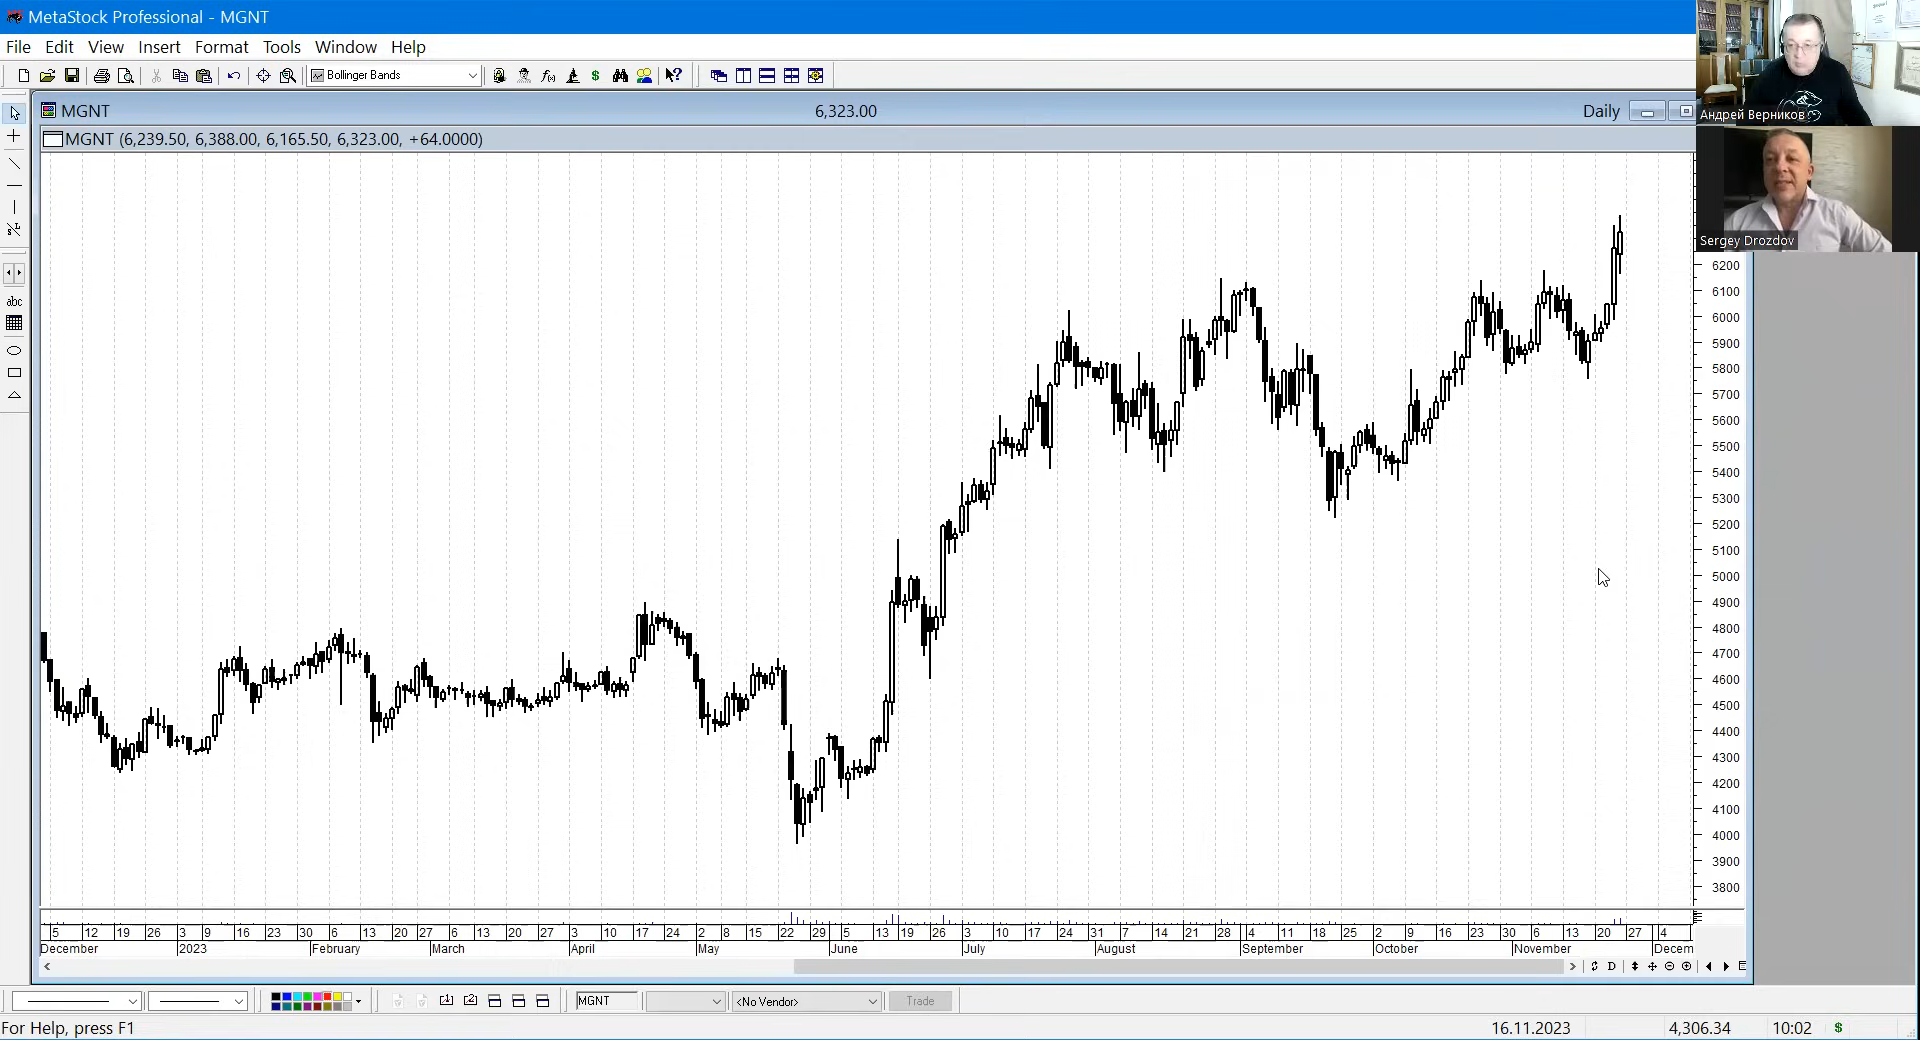 MetaStock Professional - MGNT
File Edit View Insert Format Tools Window Help
Bollinger Bands
MGNT 6,323.00 Daily
MGNT (6,239.50, 6,388.00, 6,165.50, 6,323.00, +64.0000)
abc
Андрей Верников
Sergey Drozdov
6200
6100
6000
5900
5800
5700
5600
5500
5400
5300
5200
5100
5000
4900
4800
4700
4600
4500
4400
4300
4200
4100
4000
3900
3800
5 12 19 26 3 9 16 23 30 6 13 20 27 6 13 20 27 3 10 17 24 2 8 15 22 29 5 13 19 26 3 10 17 24 31 7 14 21 28 4 11 18 25 2 9 16 23 30 6 13 20 27 4
December 2023 February March April May June July August September October November Decem
D
MGNT <No Vendor> Trade
For Help, press F1 16.11.2023 4,306.34 10:02 $